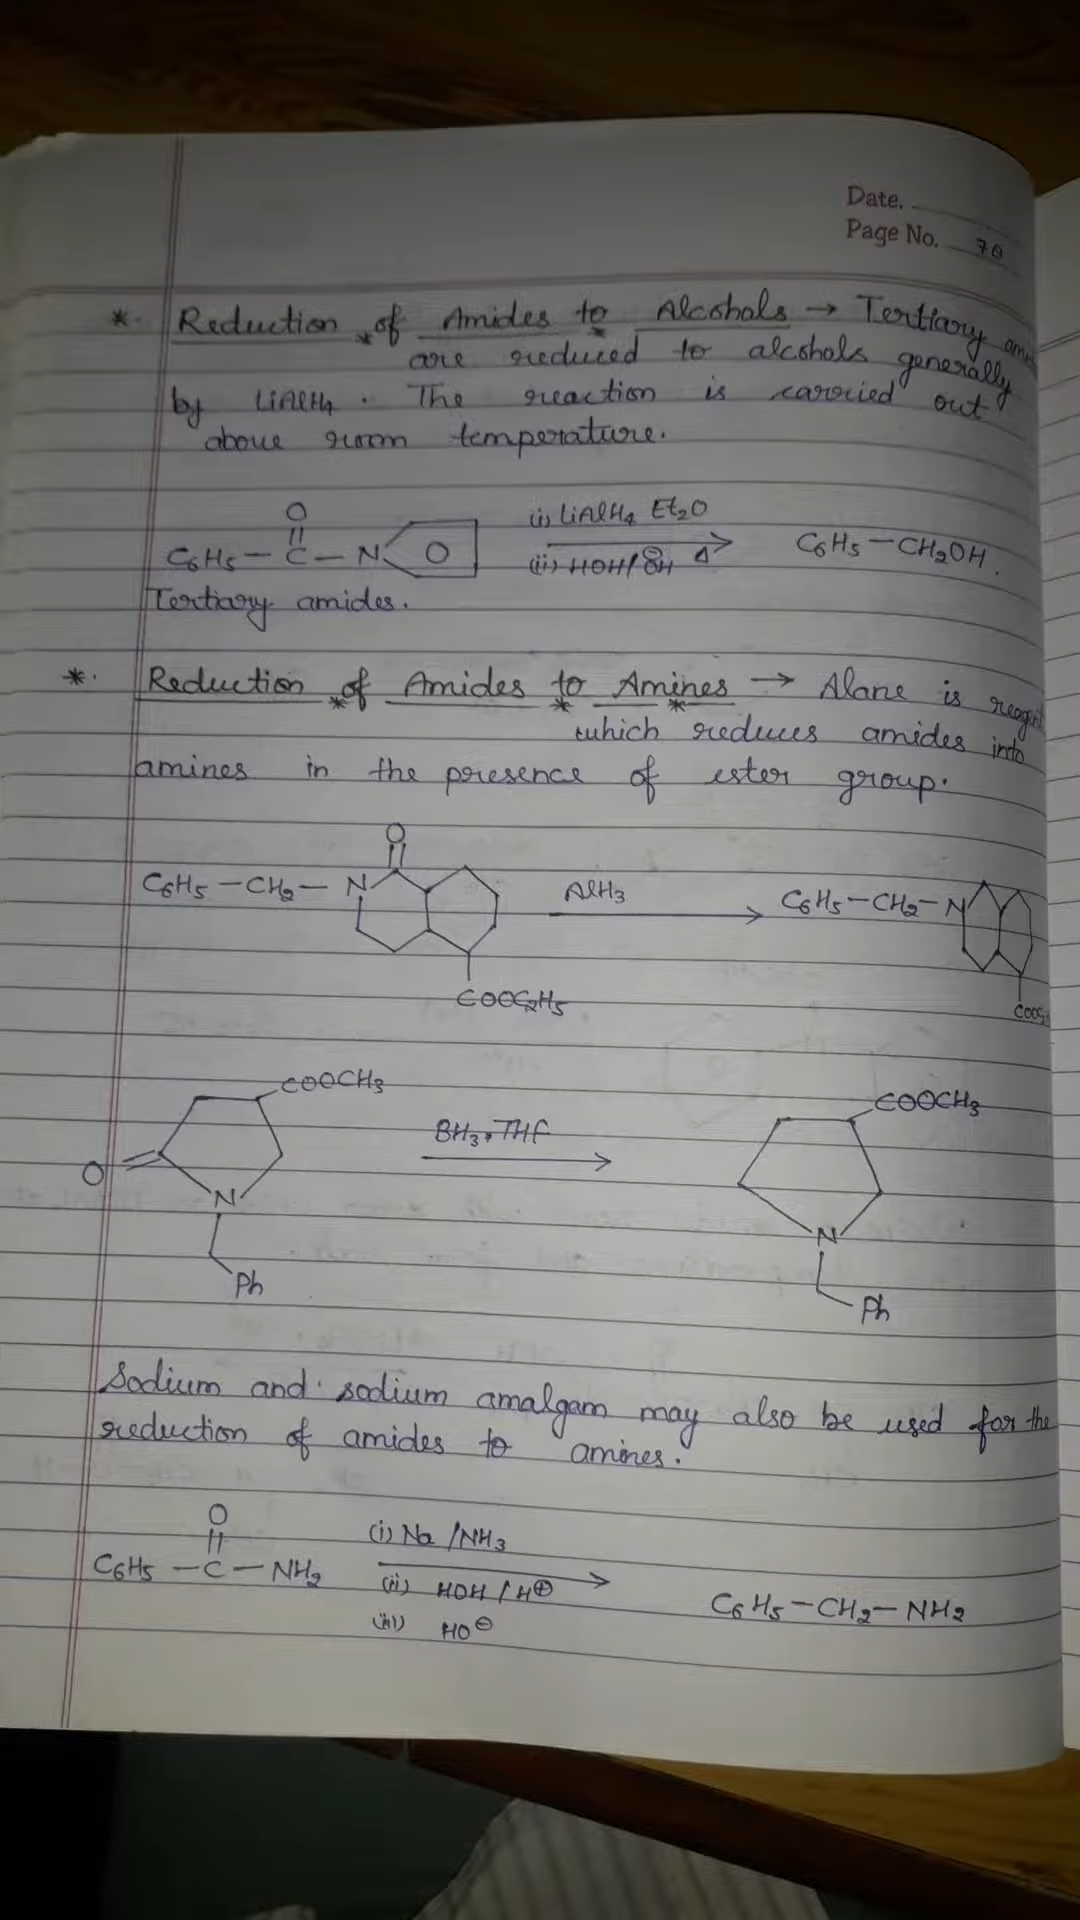 Date.
Page No. 70
*. Reduction of Amides to Alcohols → Tertiary
are reduced to alcohols generally
by LiAlH4. The reaction is carried out
above room temperature.
O
C6H5 — C — N O
(i) LiAlH4 Et2O
(ii) HOH/OH⊖ Δ
C6H5 — CH2OH.
Tertiary amides.
*. Reduction of Amides to Amines → Alane is reagent
which reduces amides into
amines in the presence of ester group.
O
C6H5 — CH2 — N
AlH3
C6H5 — CH2 — N
COOC2H5
COOCH3
COOCH3
O
BH3·THF
N
N
Ph
Ph
Sodium and sodium amalgam may also be used for the
reduction of amides to amines.
O
C6H5 — C — NH2
(i) Na /NH3
(ii) HOH / H⊕
(iii) HO⊖
C6H5 — CH2 — NH2